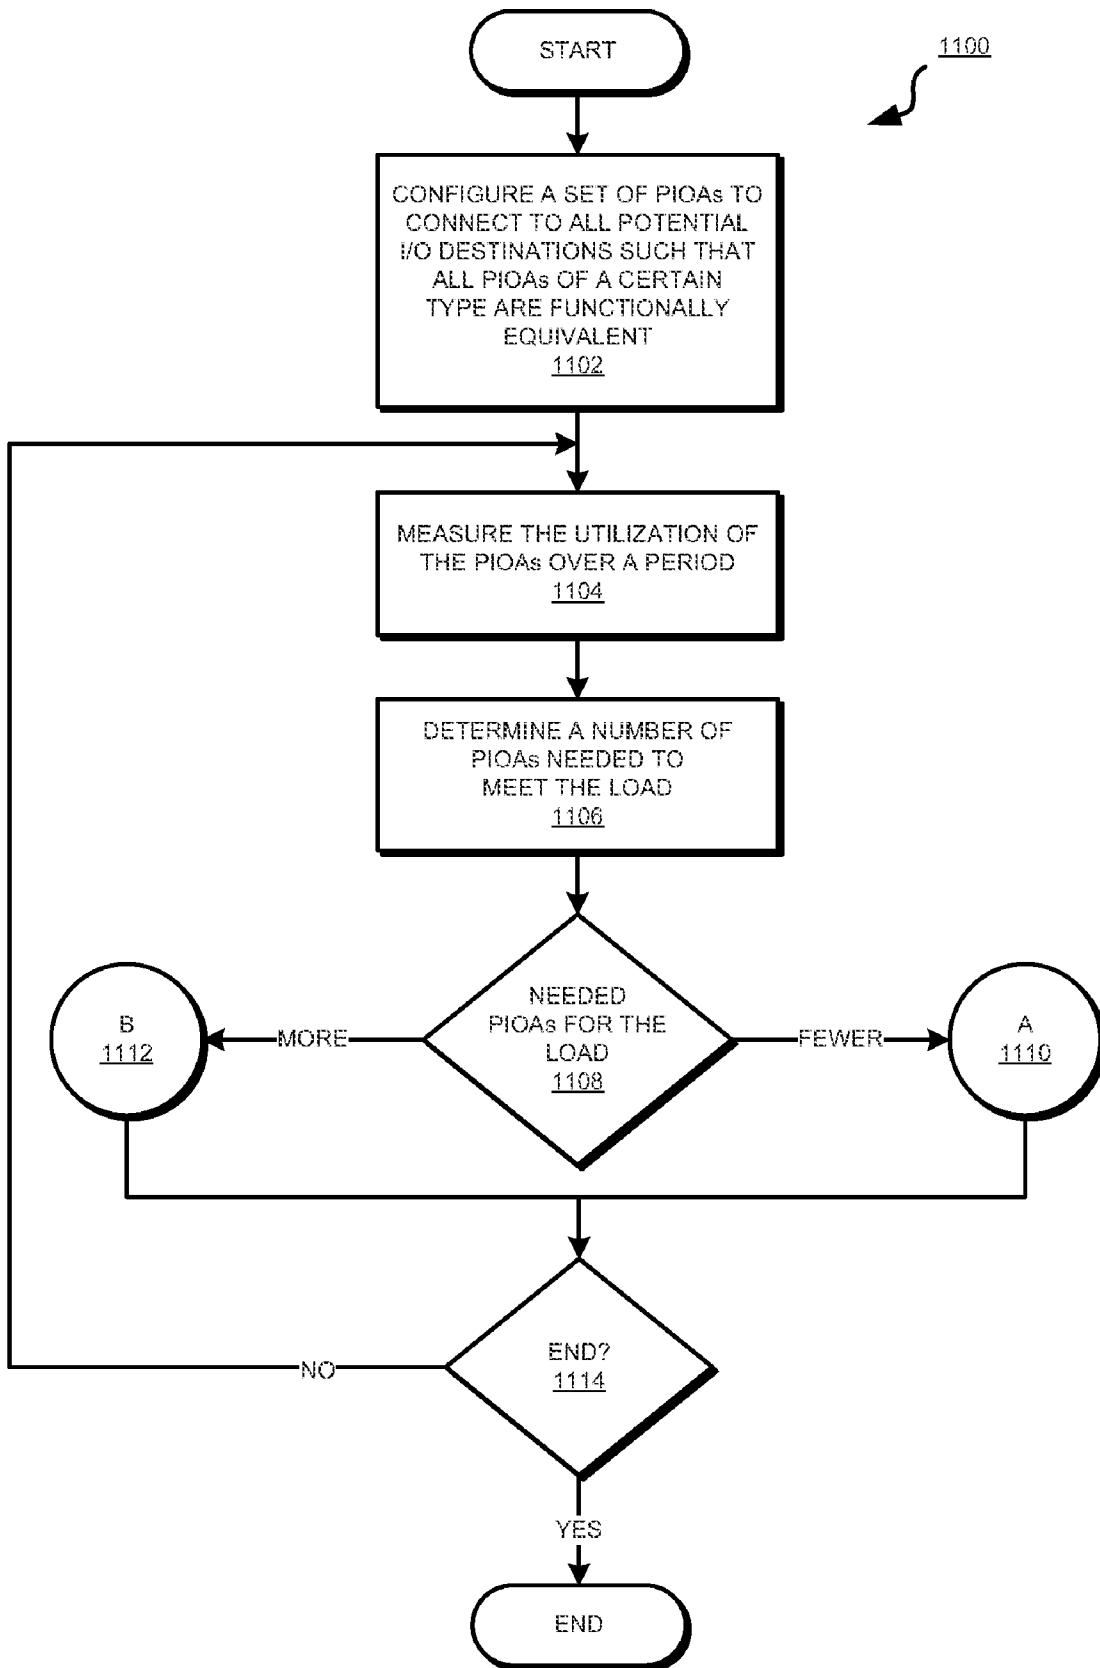 START
1100
CONFIGURE A SET OF PIOAs TO
CONNECT TO ALL POTENTIAL
I/O DESTINATIONS SUCH THAT
ALL PIOAs OF A CERTAIN
TYPE ARE FUNCTIONALLY
EQUIVALENT
1102
MEASURE THE UTILIZATION OF
THE PIOAs OVER A PERIOD
1104
DETERMINE A NUMBER OF
PIOAs NEEDED TO
MEET THE LOAD
1106
B
1112
MORE
NEEDED
PIOAs FOR THE
LOAD
1108
FEWER
A
1110
NO
END?
1114
YES
END